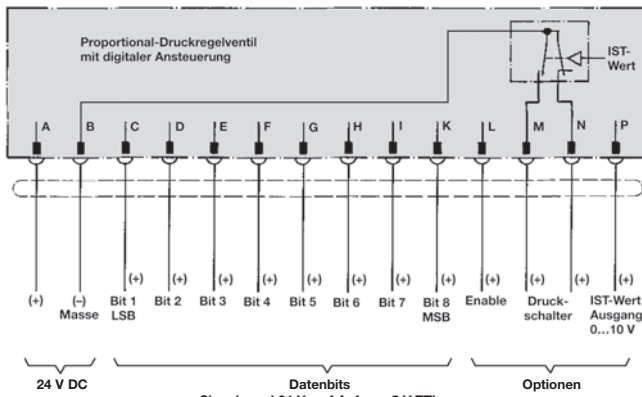 Proportional-Druckregelventil
mit digitaler Ansteuerung
IST-
Wert
A B C D E F G H I K L M N P
(+) (+) (+) (+) (+) (+) (+) (+) (+) (+) (+) (+)
(+) (–) Bit 1 Bit 2 Bit 3 Bit 4 Bit 5 Bit 6 Bit 7 Bit 8 Enable Druck- IST-Wert
Masse LSB MSB schalter Ausgang
0...10 V
24 V DC Datenbits Optionen